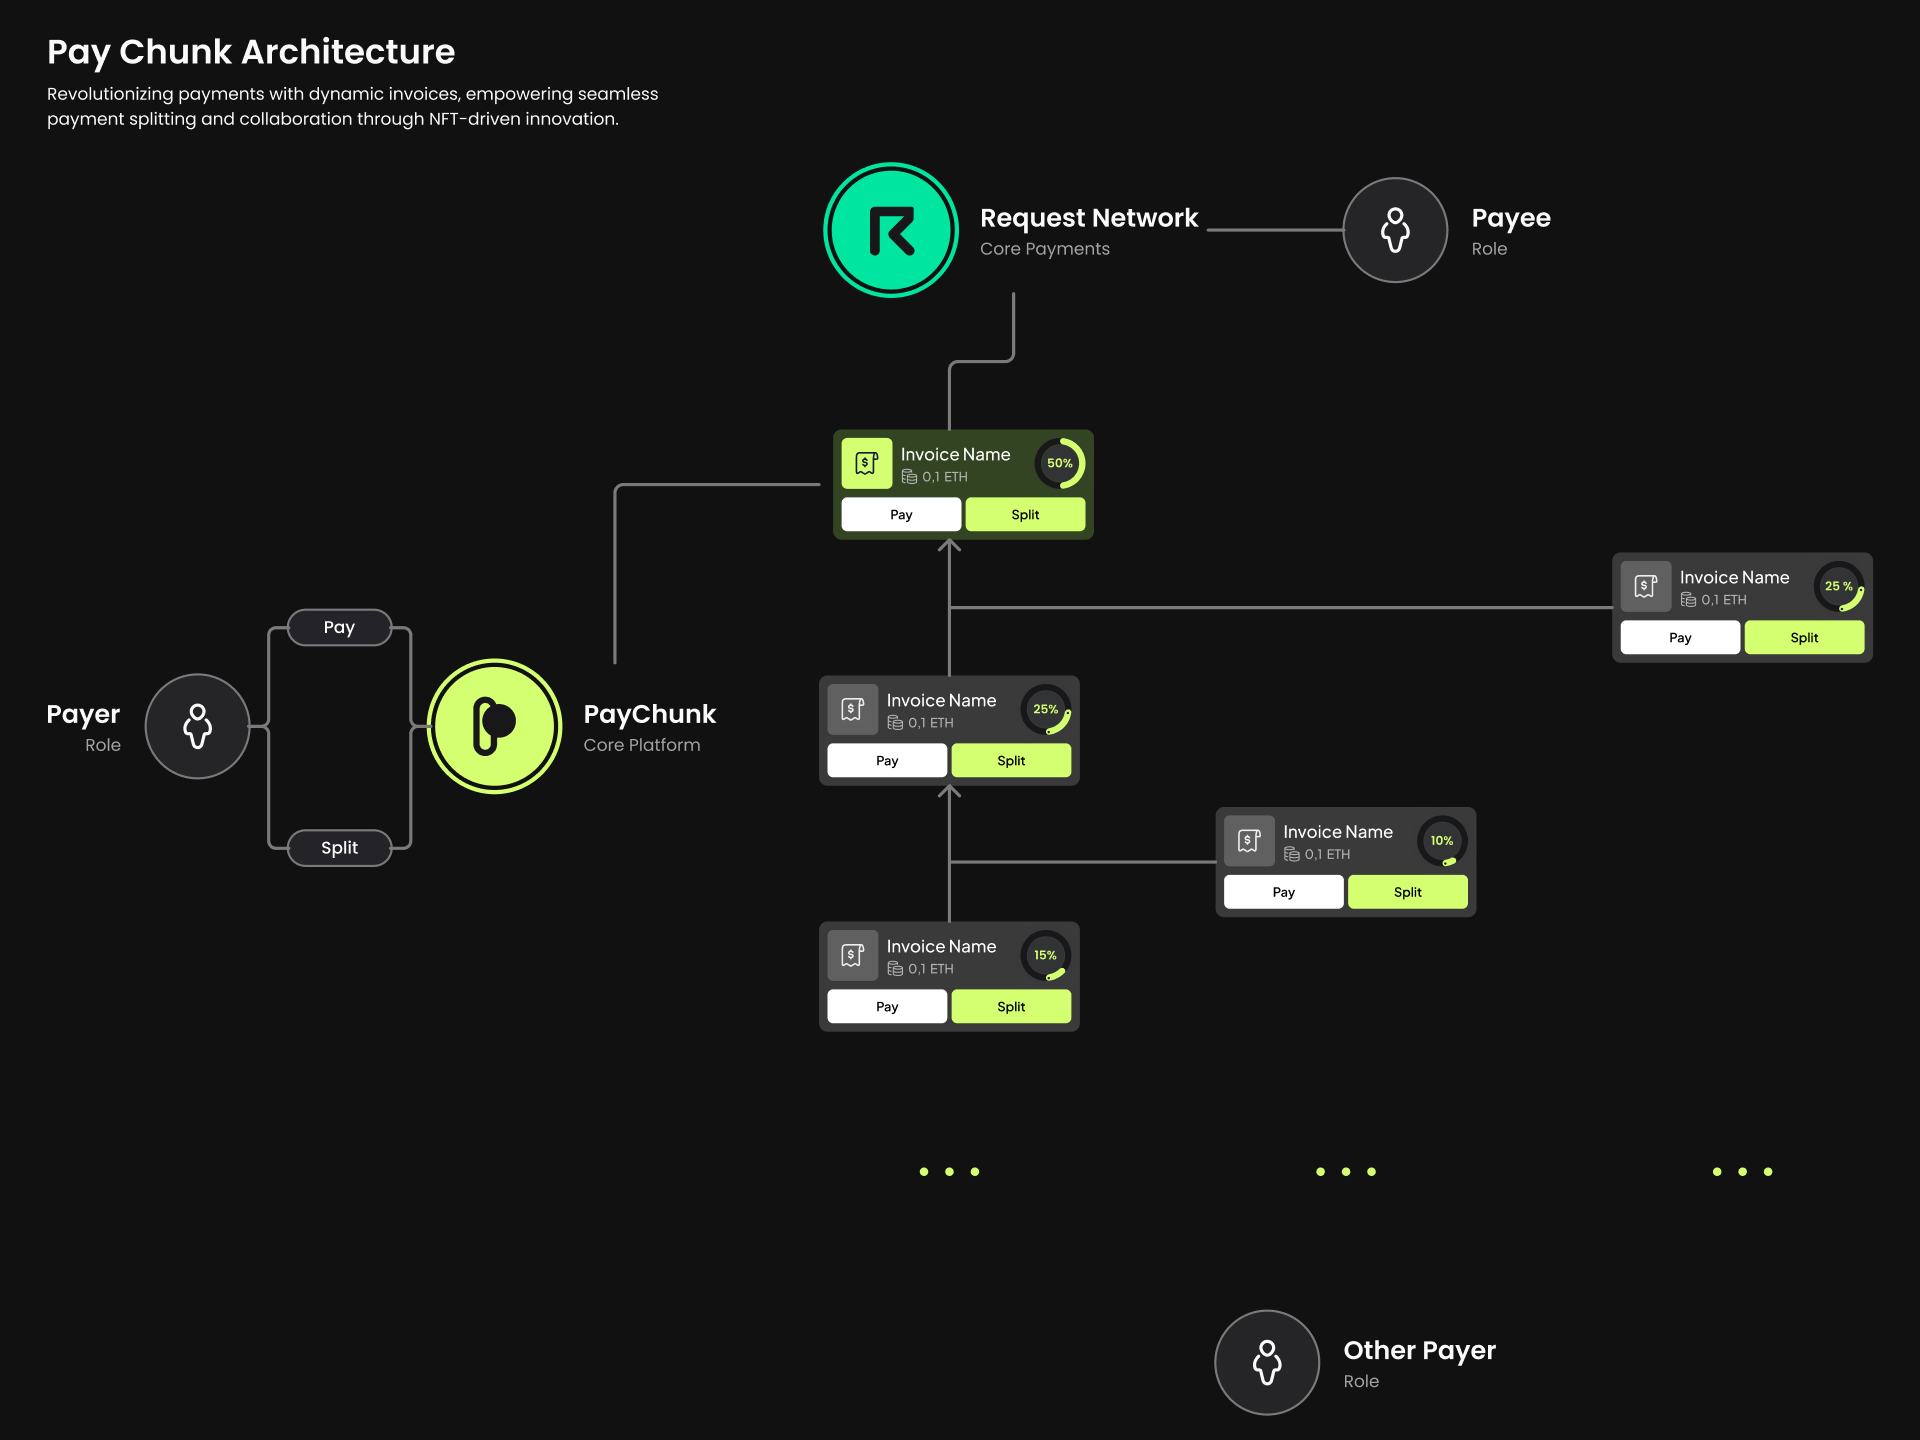 Pay Chunk Architecture
Revolutionizing payments with dynamic invoices, empowering seamless
payment splitting and collaboration through NFT-driven innovation.
Request Network
Core Payments
Payee
Role
Invoice Name
0,1 ETH
50%
Pay
Split
Invoice Name
0,1 ETH
25 %
Pay
Split
Pay
Payer
Role
Split
PayChunk
Core Platform
Invoice Name
0,1 ETH
25%
Pay
Split
Invoice Name
0,1 ETH
10%
Pay
Split
Invoice Name
0,1 ETH
15%
Pay
Split
Other Payer
Role